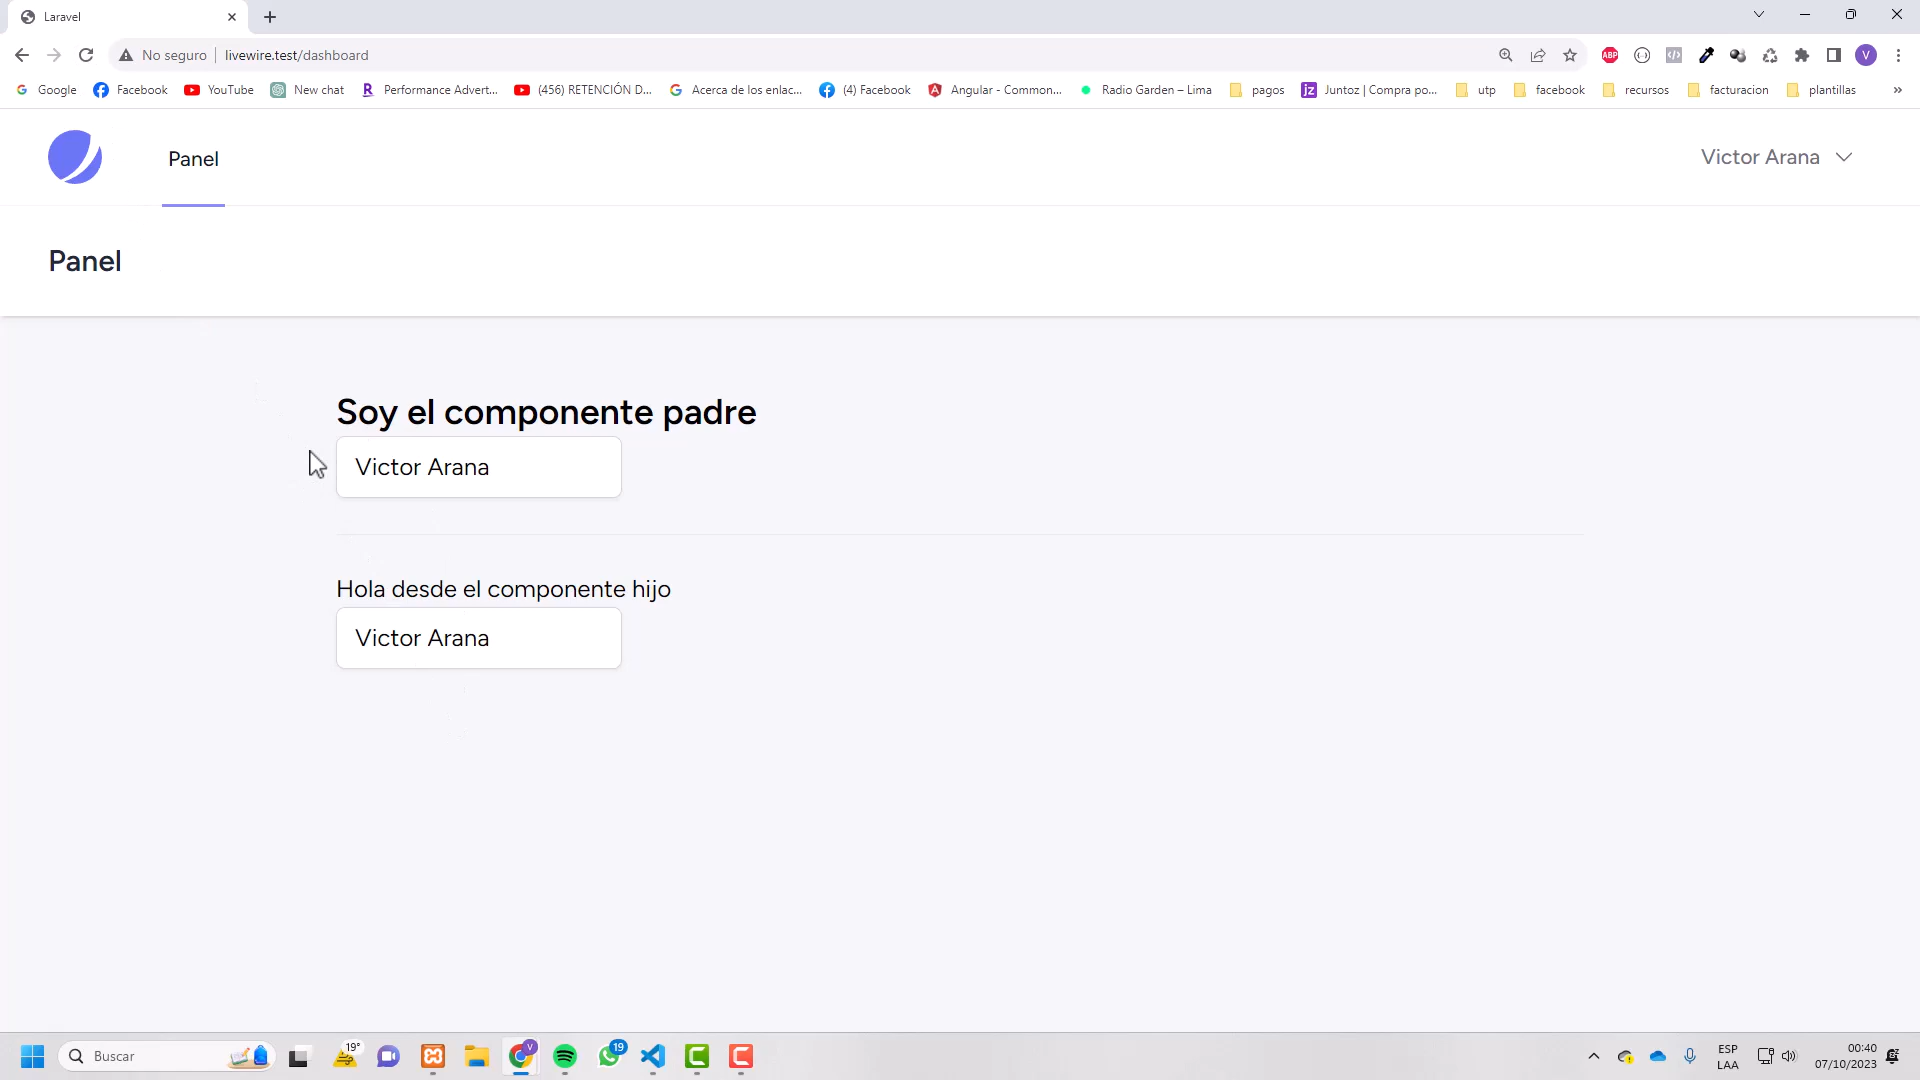 Laravel
No seguro livewire.test/dashboard
ABP
V
Google Facebook YouTube New chat Performance Advert... (456) RETENCIÓN D... Acerca de los enlac... (4) Facebook Angular - Common... Radio Garden – Lima pagos jz Juntoz | Compra po... utp facebook recursos facturacion plantillas »
Panel
Victor Arana
Panel
Soy el componente padre
Victor Arana
Hola desde el componente hijo
Victor Arana
Buscar
19°
V
19
ESP
LAA
00:40
07/10/2023